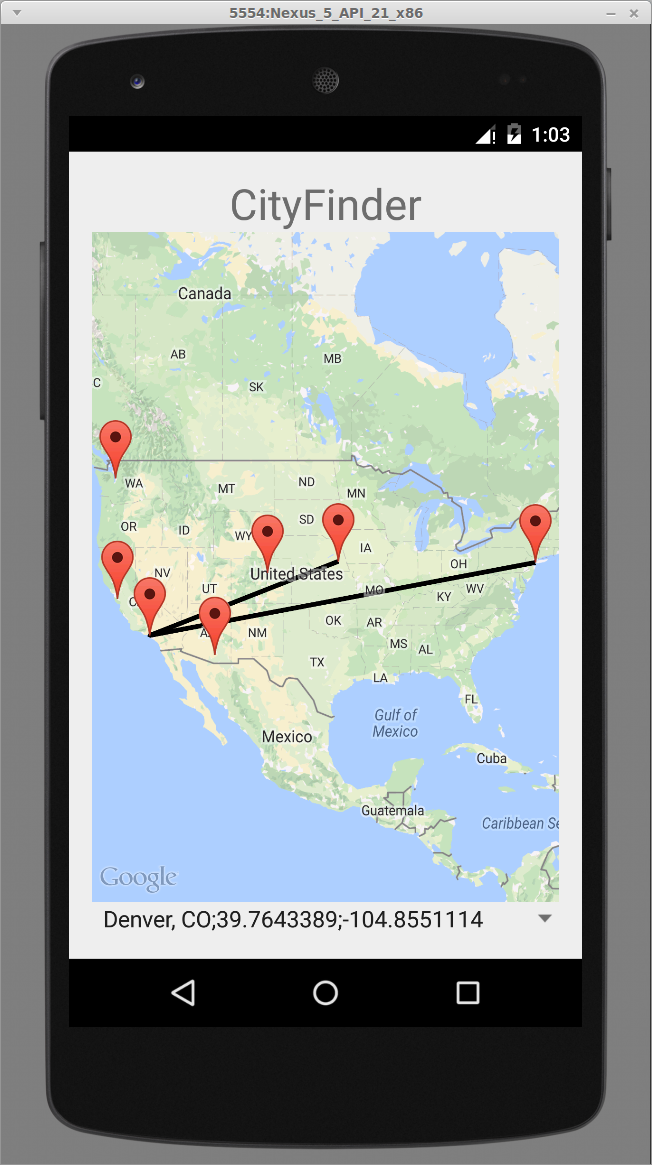 5554:Nexus_5_API_21_x86
1:03
CityFinder
Canada
AB
MB
C
SK
WA
MT
ND
MN
OR
ID
SD
WY
IA
NV
United States
OH
UT
MO
KY
WV
C
OK
AR
A
NM
MS
AL
TX
LA
FL
Gulf of
Mexico
Mexico
Cuba
Guatemala
Caribbean Se
Google
Denver, CO;39.7643389;-104.8551114